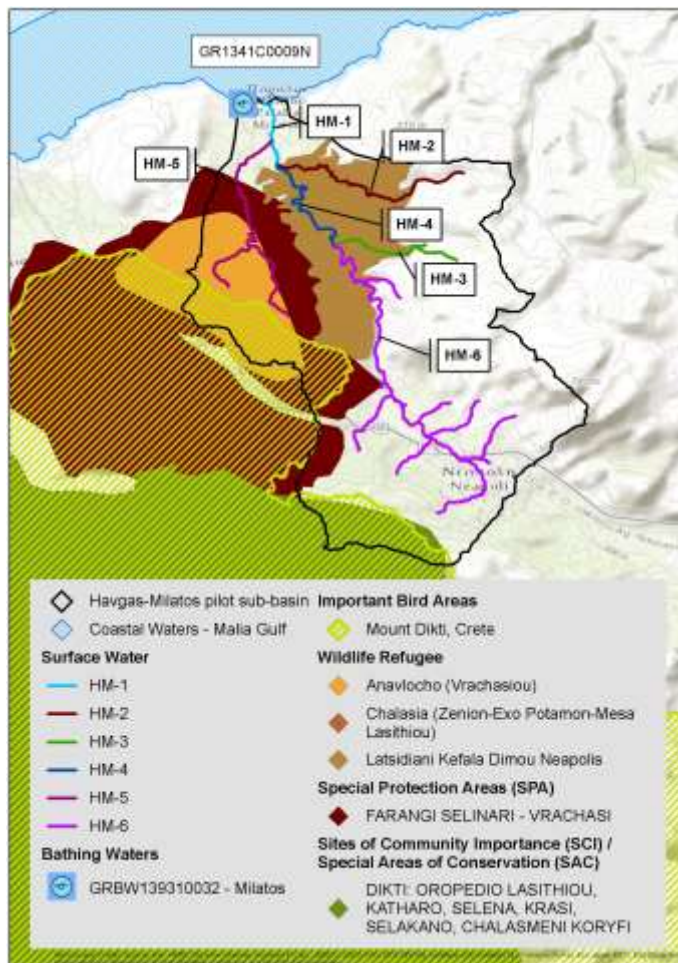 GR1341C0009N
HM-1
HM-2
HM-5
HM-4
HM-3
HM-6
Neapoli
Havgas-Milatos pilot sub-basin
Coastal Waters - Malia Gulf
Surface Water
HM-1
HM-2
HM-3
HM-4
HM-5
HM-6
Bathing Waters
GRBW139310032 - Milatos
Important Bird Areas
Mount Dikti, Crete
Wildlife Refugee
Anavlocho (Vrachasiou)
Chalasia (Zenion-Exo Potamon-Mesa
Lasithiou)
Latsidiani Kefala Dimou Neapolis
Special Protection Areas (SPA)
FARANGI SELINARI - VRACHASI
Sites of Community Importance (SCI) /
Special Areas of Conservation (SAC)
DIKTI: OROPEDIO LASITHIOU,
KATHARO, SELENA, KRASI,
SELAKANO, CHALASMENI KORYFI